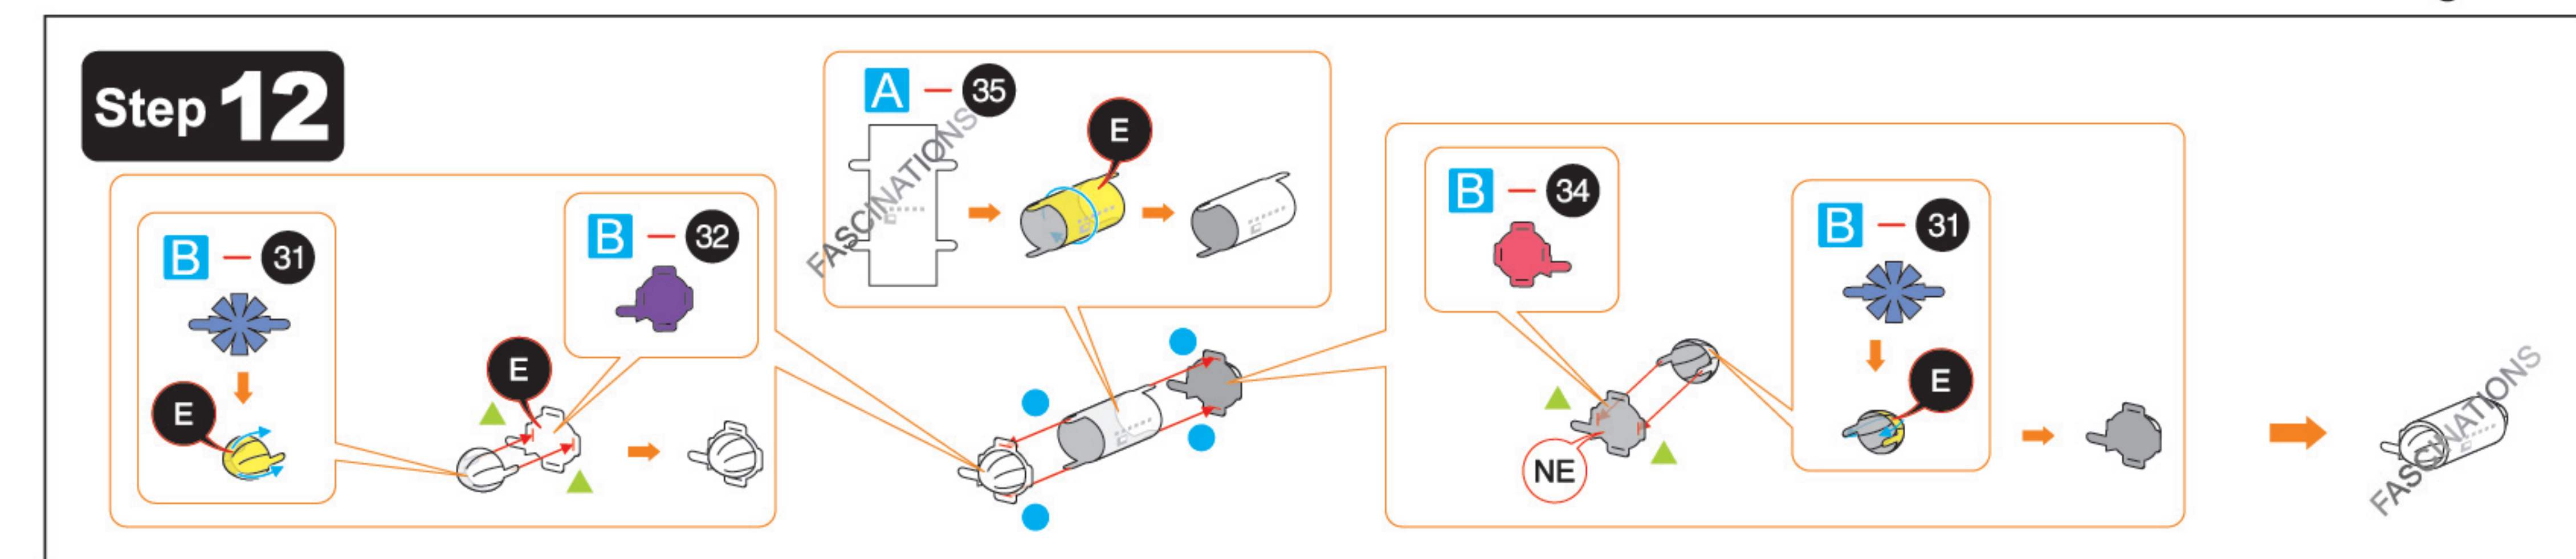 Step 12
B — 31
E
E
B — 32
A — 35
E
FASCINATIONS
B — 34
NE
B — 31
E
FASCINATIONS